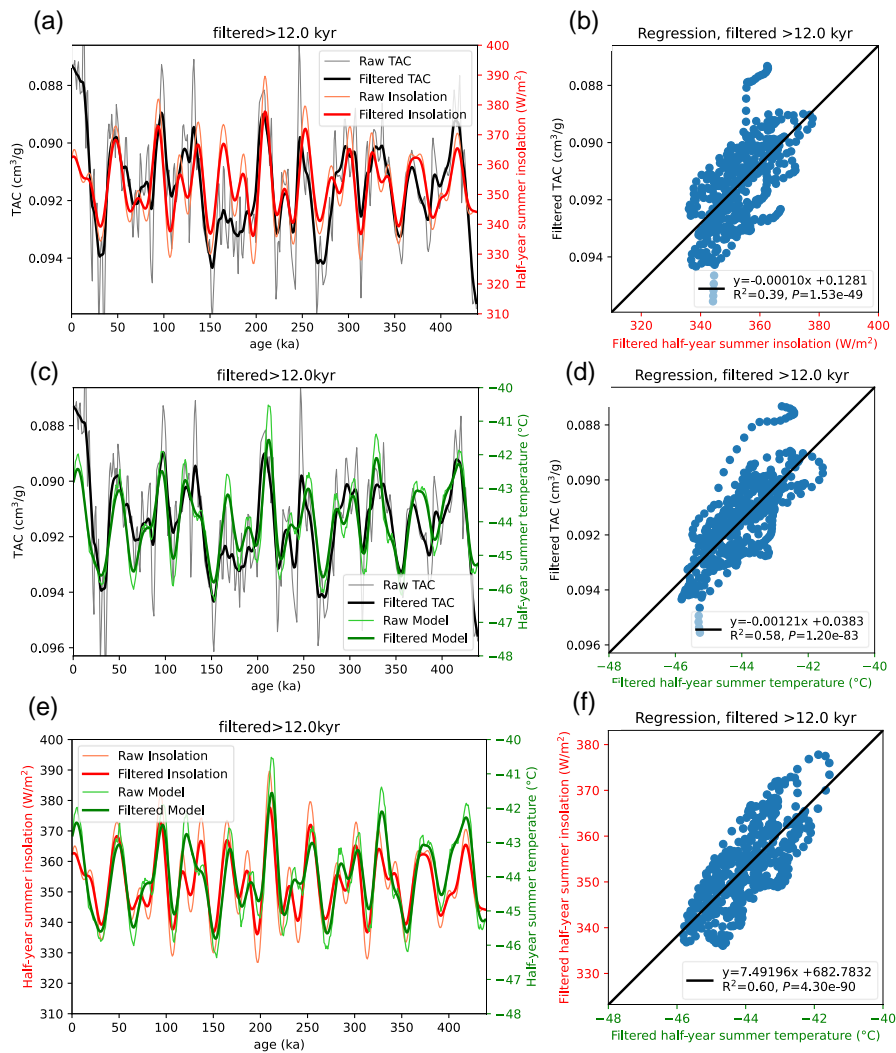 (a)
filtered>12.0 kyr
TAC (cm³/g)
0.088
0.090
0.092
0.094
Raw TAC
Filtered TAC
Raw Insolation
Filtered Insolation
400
390
380
370
360
350
340
330
320
310
Half-year summer insolation (W/m²)
0 50 100 150 200 250 300 350 400
age (ka)
(b)
Regression, filtered >12.0 kyr
Filtered TAC (cm³/g)
0.088
0.090
0.092
0.094
y=-0.00010x +0.1281
R²=0.39, P=1.53e-49
320 340 360 380 400
Filtered half-year summer insolation (W/m²)
(c)
filtered>12.0kyr
TAC (cm³/g)
0.088
0.090
0.092
0.094
0.096
−40
−41
−42
−43
−44
−45
−46
−47
−48
Half-year summer temperature (°C)
Raw TAC
Filtered TAC
Raw Model
Filtered Model
0 50 100 150 200 250 300 350 400
age (ka)
(d)
Regression, filtered >12.0 kyr
Filtered TAC (cm³/g)
0.088
0.090
0.092
0.094
0.096
y=-0.00121x +0.0383
R²=0.58, P=1.20e-83
−48 −46 −44 −42 −40
Filtered half-year summer temperature (°C)
(e)
filtered>12.0kyr
Half-year summer insolation (W/m²)
400
390
380
370
360
350
340
330
320
310
Raw Insolation
Filtered Insolation
Raw Model
Filtered Model
−40
−41
−42
−43
−44
−45
−46
−47
−48
Half-year summer temperature (°C)
0 50 100 150 200 250 300 350 400
age (ka)
(f)
Regression, filtered >12.0 kyr
Filtered half-year summer insolation (W/m²)
380
370
360
350
340
330
y=7.49196x +682.7832
R²=0.60, P=4.30e-90
−48 −46 −44 −42 −40
Filtered half-year summer temperature (°C)